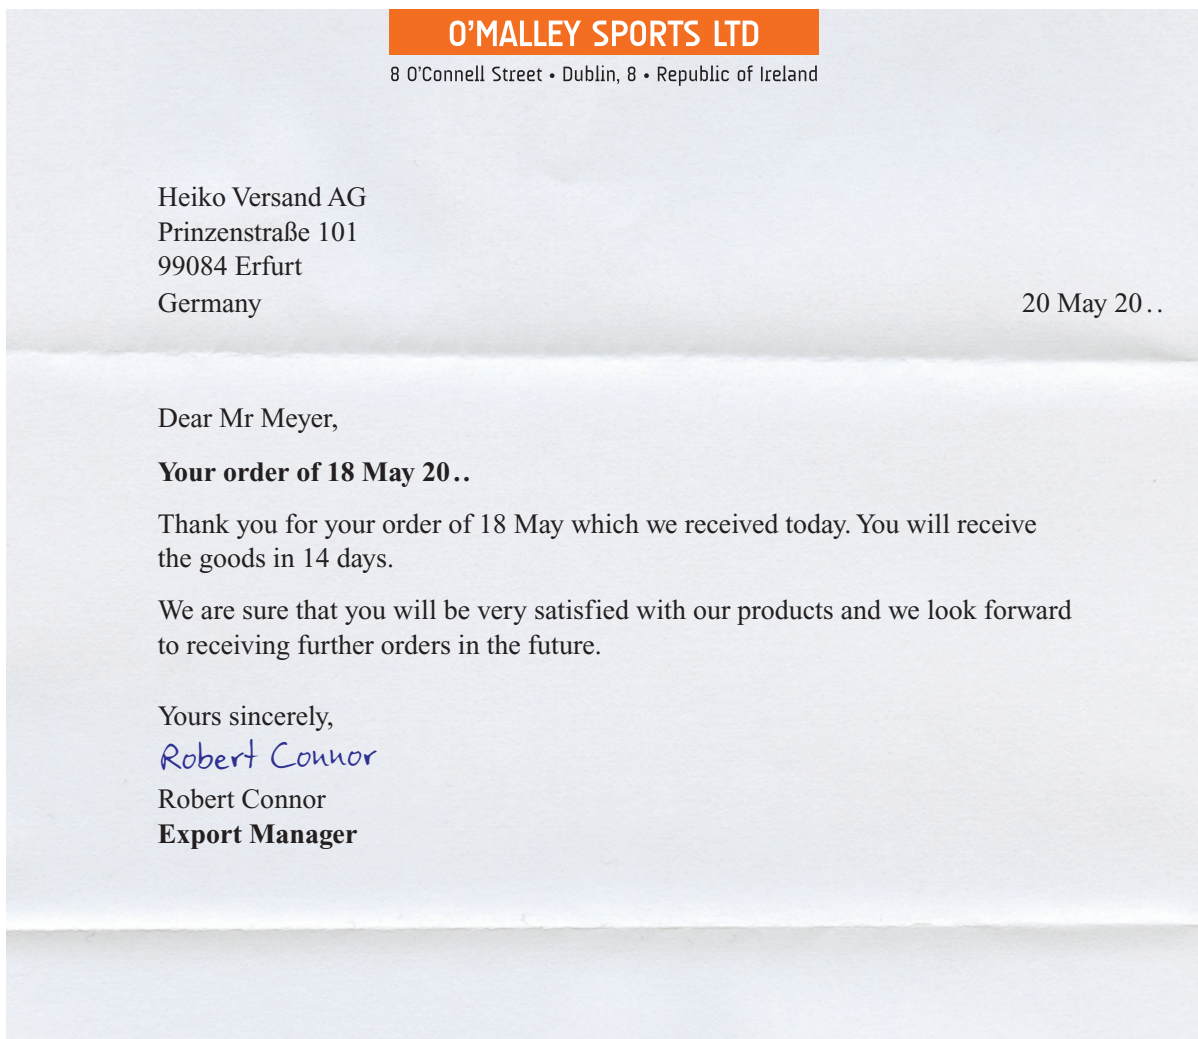 O'MALLEY SPORTS LTD
8 O'Connell Street • Dublin, 8 • Republic of Ireland
Heiko Versand AG
Prinzenstraße 101
99084 Erfurt
Germany
20 May 20..
Dear Mr Meyer,
Your order of 18 May 20..
Thank you for your order of 18 May which we received today. You will receive
the goods in 14 days.
We are sure that you will be very satisfied with our products and we look forward
to receiving further orders in the future.
Yours sincerely,
Robert Connor
Robert Connor
Export Manager